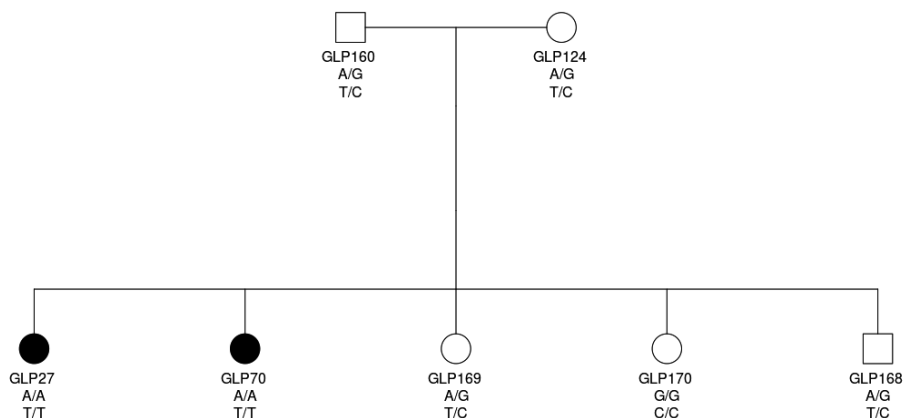 GLP160
A/G
T/C
GLP124
A/G
T/C
GLP27
A/A
T/T
GLP70
A/A
T/T
GLP169
A/G
T/C
GLP170
G/G
C/C
GLP168
A/G
T/C